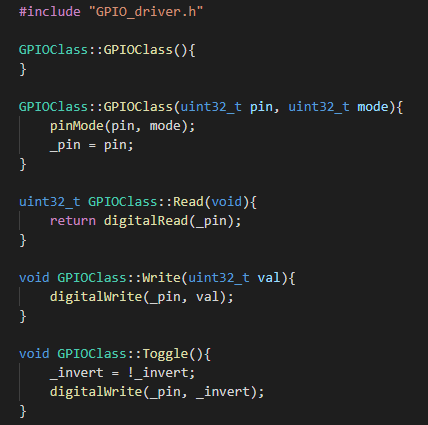 #include "GPIO_driver.h"
GPIOClass::GPIOClass(){
}
GPIOClass::GPIOClass(uint32_t pin, uint32_t mode){
pinMode(pin, mode);
_pin = pin;
}
uint32_t GPIOClass::Read(void){
return digitalRead(_pin);
}
void GPIOClass::Write(uint32_t val){
digitalWrite(_pin, val);
}
void GPIOClass::Toggle(){
_invert = !_invert;
digitalWrite(_pin, _invert);
}